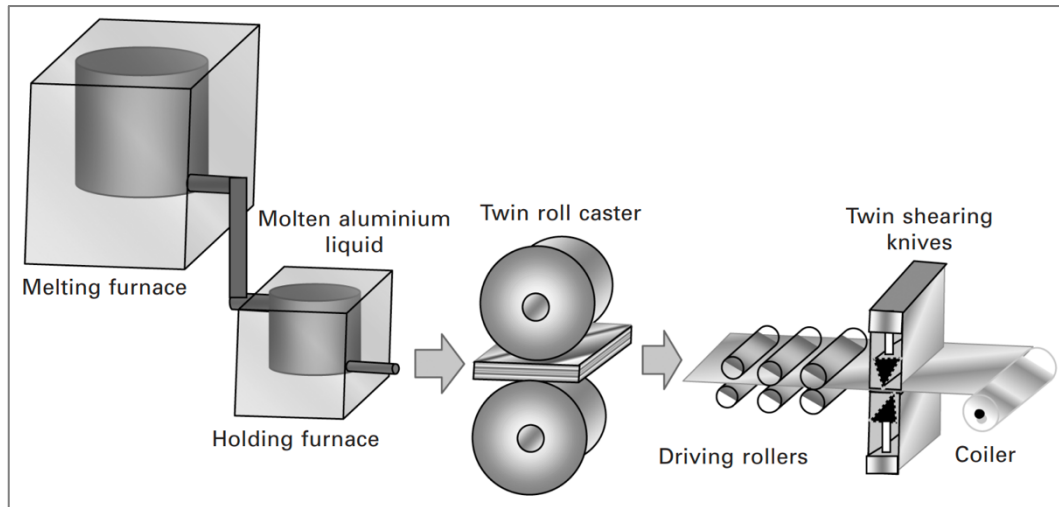 Melting furnace
Molten aluminium
liquid
Holding furnace
Twin roll caster
Driving rollers
Twin shearing
knives
Coiler